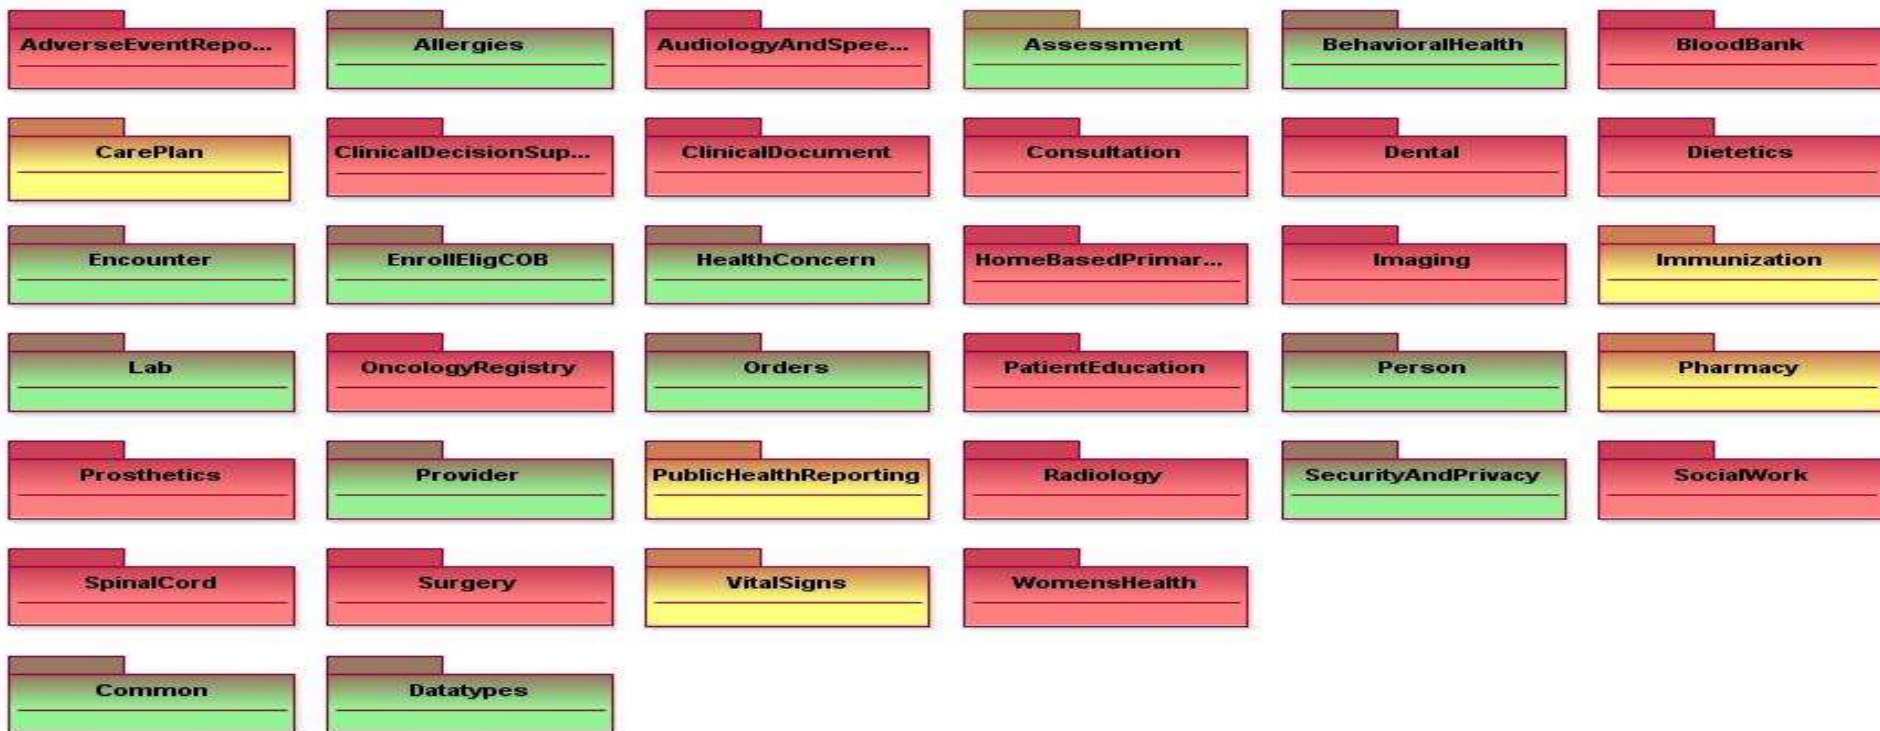 AdverseEventRepo...
Allergies
AudiologyAndSpee...
Assessment
BehavioralHealth
BloodBank
CarePlan
ClinicalDecisionSup...
ClinicalDocument
Consultation
Dental
Dietetics
Encounter
EnrollEligCOB
HealthConcern
HomeBasedPrimar...
Imaging
Immunization
Lab
OncologyRegistry
Orders
PatientEducation
Person
Pharmacy
Prosthetics
Provider
PublicHealthReporting
Radiology
SecurityAndPrivacy
SocialWork
SpinalCord
Surgery
VitalSigns
WomensHealth
Common
Datatypes